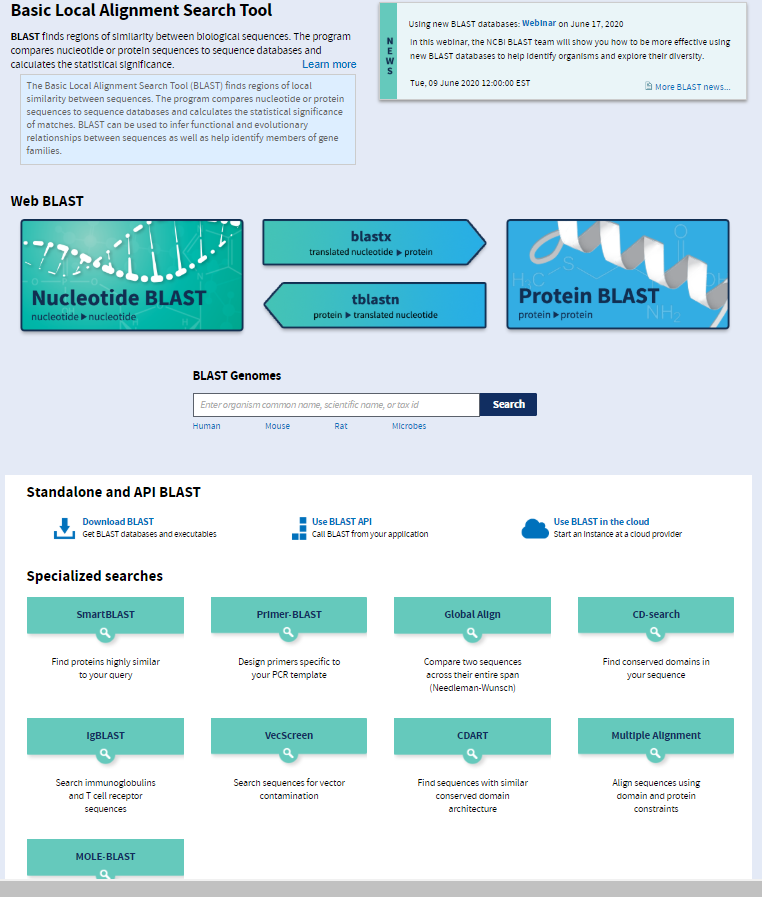 Basic Local Alignment Search Tool
BLAST finds regions of similarity between biological sequences. The program
compares nucleotide or protein sequences to sequence databases and
calculates the statistical significance.
Learn more
The Basic Local Alignment Search Tool (BLAST) finds regions of local
similarity between sequences. The program compares nucleotide or protein
sequences to sequence databases and calculates the statistical significance
of matches. BLAST can be used to infer functional and evolutionary
relationships between sequences as well as help identify members of gene
families.
NEWS
Using new BLAST databases: Webinar on June 17, 2020
In this webinar, the NCBI BLAST team will show you how to be more effective using
new BLAST databases to help identify organisms and explore their diversity.
Tue, 09 June 2020 12:00:00 EST
More BLAST news...
Web BLAST
Nucleotide BLAST
nucleotide ▶ nucleotide
blastx
translated nucleotide ▶ protein
tblastn
protein ▶ translated nucleotide
H₃C
S
O
OH
NH₂
Protein BLAST
protein ▶ protein
BLAST Genomes
Enter organism common name, scientific name, or tax id
Search
Human Mouse Rat Microbes
Standalone and API BLAST
Download BLAST
Get BLAST databases and executables
Use BLAST API
Call BLAST from your application
Use BLAST in the cloud
Start an instance at a cloud provider
Specialized searches
SmartBLAST
Find proteins highly similar
to your query
Primer-BLAST
Design primers specific to
your PCR template
Global Align
Compare two sequences
across their entire span
(Needleman-Wunsch)
CD-search
Find conserved domains in
your sequence
IgBLAST
Search immunoglobulins
and T cell receptor
sequences
VecScreen
Search sequences for vector
contamination
CDART
Find sequences with similar
conserved domain
architecture
Multiple Alignment
Align sequences using
domain and protein
constraints
MOLE-BLAST